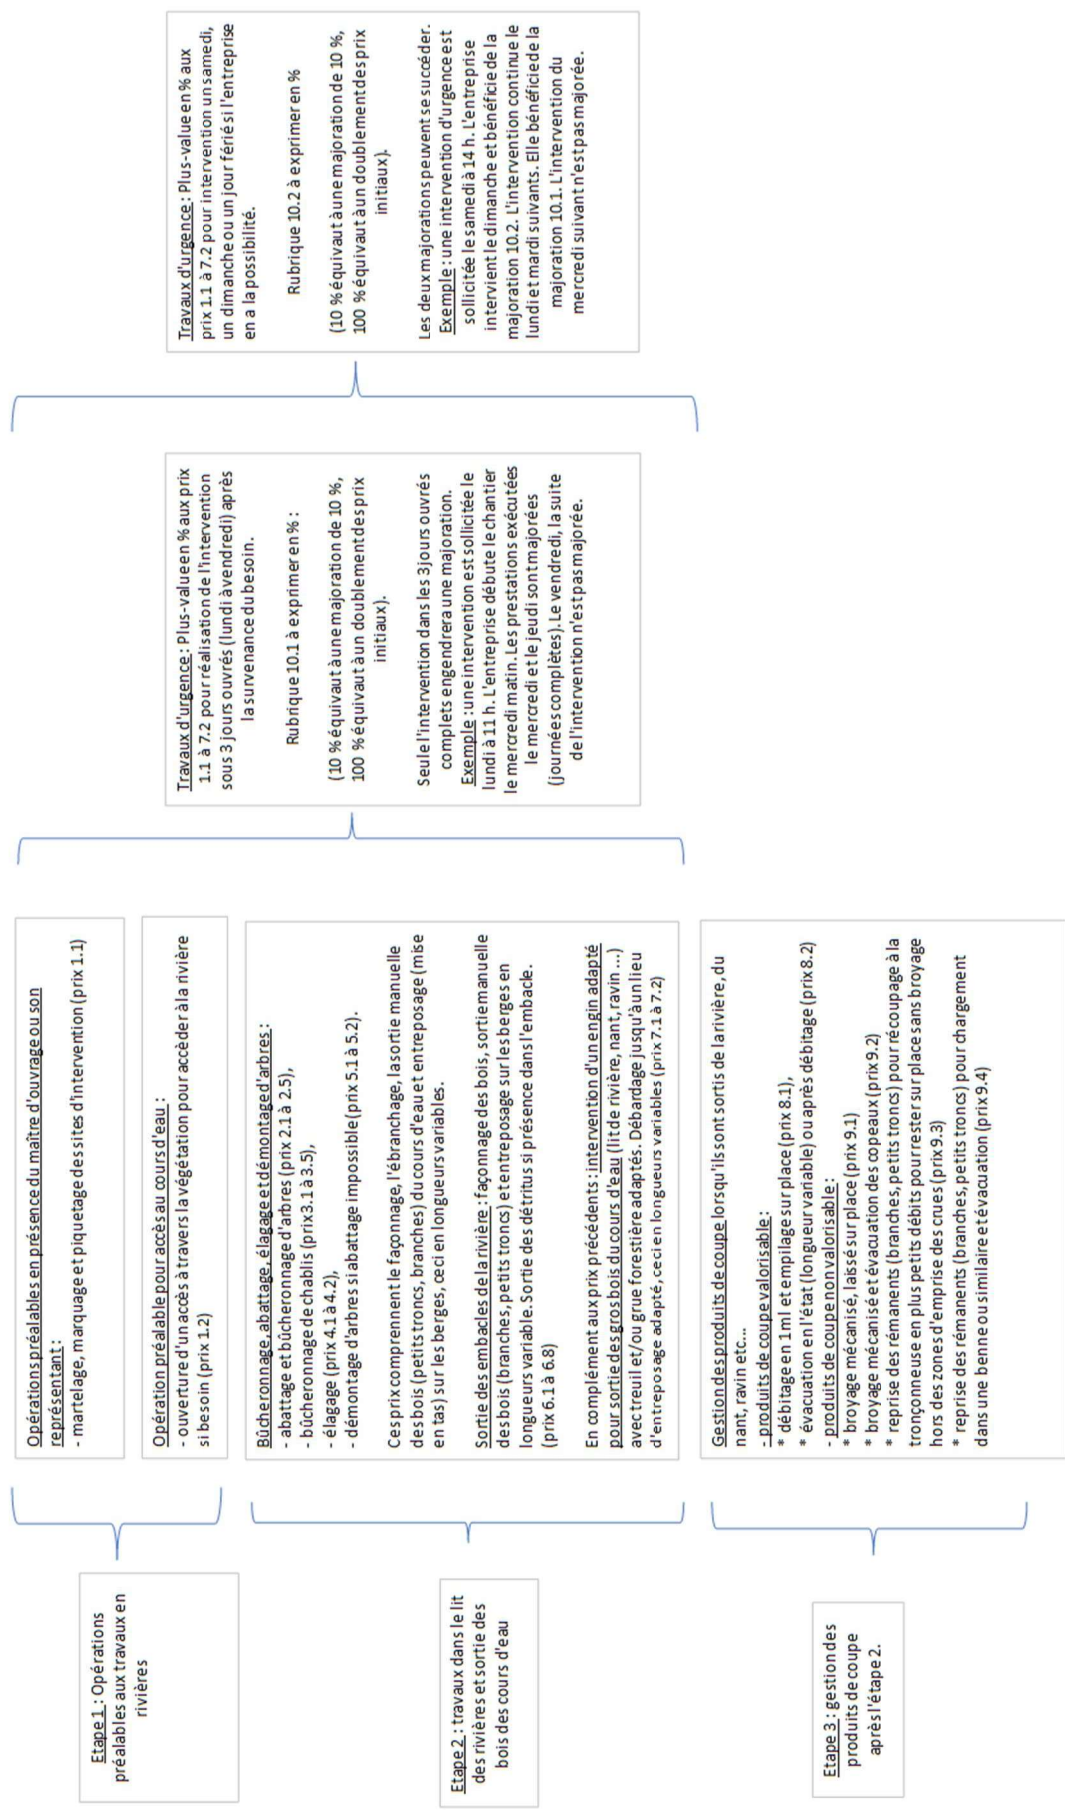 Etape 1 : Opérations
préalables aux travaux en
rivières
Opérations préalables en présence du maître d'ouvrage ou son
représentant :
- martelage, marquage et piquetage des sites d'intervention (prix 1.1)
Opération préalable pour accès au cours d'eau :
- ouverture d'un accès à travers la végétation pour accéder à la rivière
si besoin (prix 1.2)
Etape 2 : travaux dans le lit
des rivières et sortie des
bois des cours d'eau
Bûcheronnage, abattage, élagage et démontage d'arbres :
- abattage et bûcheronnage d'arbres (prix 2.1 à 2.5),
- bûcheronnage de chablis (prix 3.1 à 3.5),
- élagage (prix 4.1 à 4.2),
- démontage d'arbres si abattage impossible (prix 5.1 à 5.2).
Ces prix comprennent le façonnage, l'ébranchage, la sortie manuelle
des bois (petits troncs, branches) du cours d'eau et entreposage (mise
en tas) sur les berges, ceci en longueurs variables.
Sortie des embacles de la rivière : façonnage des bois, sortie manuelle
des bois (branches, petits troncs) et entreposage sur les berges en
longueurs variable. Sortie des détritus si présence dans l'embacle.
(prix 6.1 à 6.8)
En complément aux prix précédents : intervention d'un engin adapté
pour sortie des gros bois du cours d'eau (lit de rivière, nant, ravin ...)
avec treuil et/ou grue forestière adaptés. Débardage jusqu'à un lieu
d'entreposage adapté, ceci en longueurs variables (prix 7.1 à 7.2)
Etape 3 : gestion des
produits de coupe
après l'étape 2.
Gestion des produits de coupe lorsqu'ils sont sortis de la rivière, du
nant, ravin etc...
- produits de coupe valorisable :
* débitage en 1 ml et empilage sur place (prix 8.1),
* évacuation en l'état (longueur variable) ou après débitage (prix 8.2)
- produits de coupe non valorisable :
* broyage mécanisé, laissé sur place (prix 9.1)
* broyage mécanisé et évacuation des copeaux (prix 9.2)
* reprise des rémanents (branches, petits troncs) pour récoupage à la
tronçonneuse en plus petits débits pour rester sur place sans broyage
hors des zones d'emprise des crues (prix 9.3)
* reprise des rémanents (branches, petits troncs) pour chargement
dans une benne ou similaire et évacuation (prix 9.4)
Travaux d'urgence : Plus-value en % aux prix
1.1 à 7.2 pour réalisation de l'intervention
sous 3 jours ouvrés (lundi à vendredi) après
la survenance du besoin.
Rubrique 10.1 à exprimer en % :
(10 % équivaut à une majoration de 10 %,
100 % équivaut à un doublement des prix
initiaux).
Seule l'intervention dans les 3 jours ouvrés
complets engendrera une majoration.
Exemple : une intervention est sollicitée le
lundi à 11 h. L'entreprise débute le chantier
le mercredi matin. Les prestations exécutées
le mercredi et le jeudi sont majorées
(journées complètes). Le vendredi, la suite
de l'intervention n'est pas majorée.
Travaux d'urgence : Plus-value en % aux
prix 1.1 à 7.2 pour intervention un samedi,
un dimanche ou un jour férié si l'entreprise
en a la possibilité.
Rubrique 10.2 à exprimer en %
(10 % équivaut à une majoration de 10 %,
100 % équivaut à un doublement des prix
initiaux).
Les deux majorations peuvent se succéder.
Exemple : une intervention d'urgence est
sollicitée le samedi à 14 h. L'entreprise
intervient le dimanche et bénéficie de la
majoration 10.2. L'intervention continue le
lundi et mardi suivants. Elle bénéficie de la
majoration 10.1. L'intervention du
mercredi suivant n'est pas majorée.